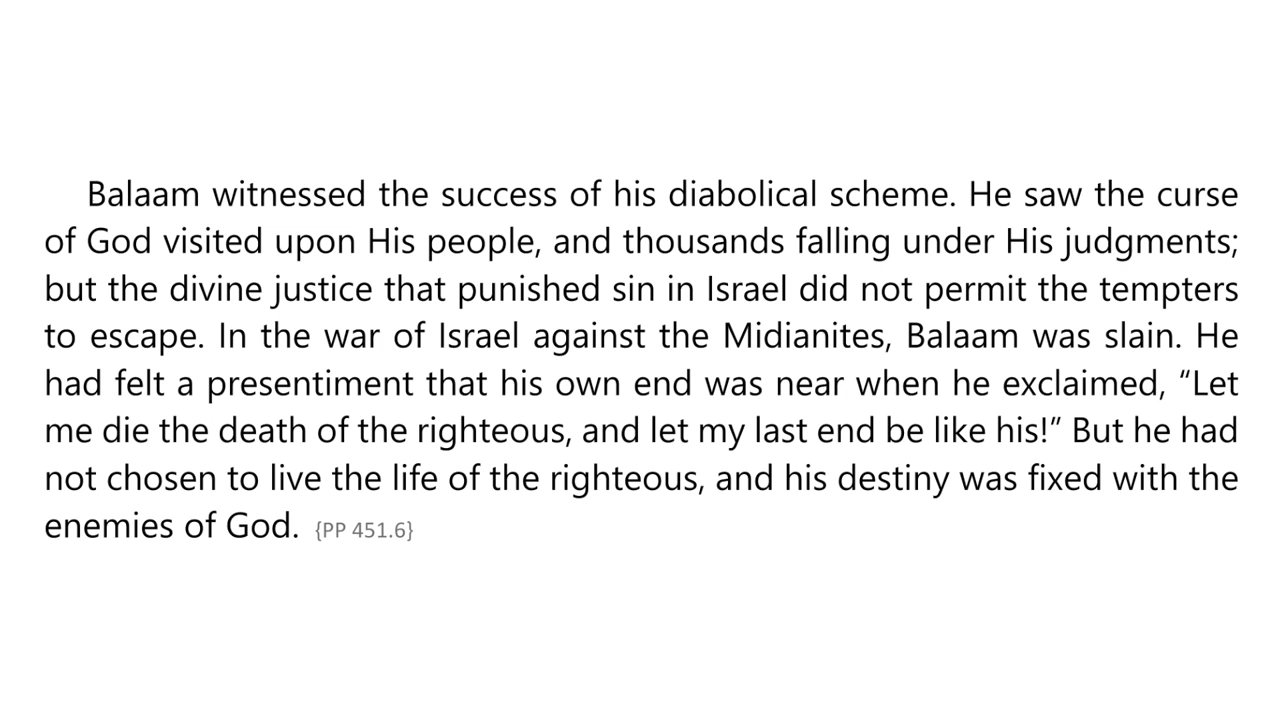 Balaam witnessed the success of his diabolical scheme. He saw the curse
of God visited upon His people, and thousands falling under His judgments;
but the divine justice that punished sin in Israel did not permit the tempters
to escape. In the war of Israel against the Midianites, Balaam was slain. He
had felt a presentiment that his own end was near when he exclaimed, “Let
me die the death of the righteous, and let my last end be like his!” But he had
not chosen to live the life of the righteous, and his destiny was fixed with the
enemies of God. {PP 451.6}